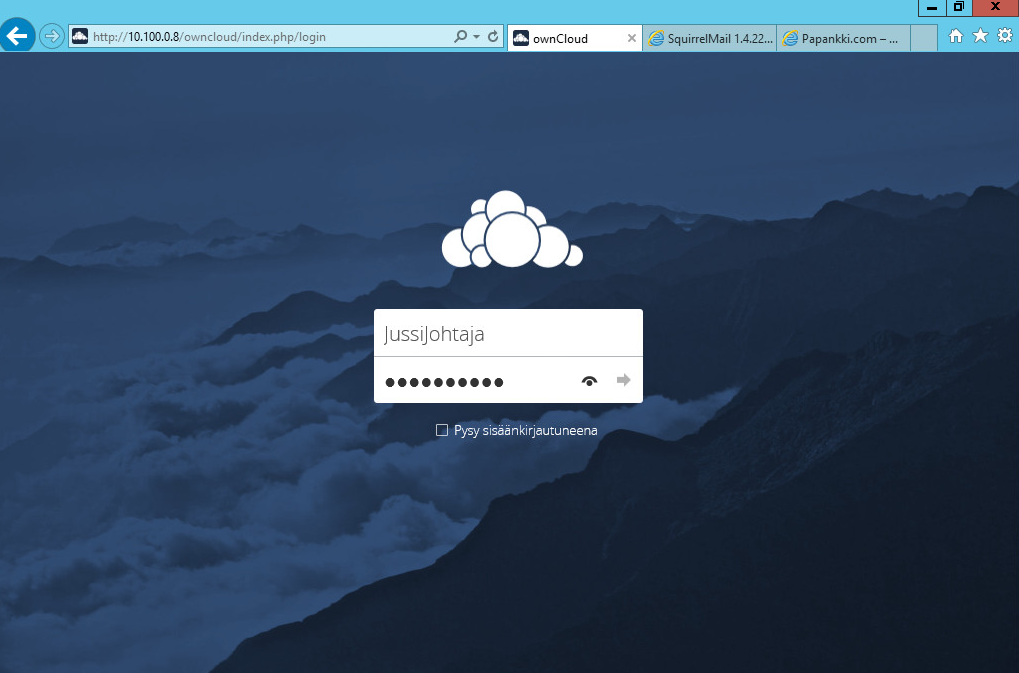 http://10.100.0.8/owncloud/index.php/login
ownCloud
SquirrelMail 1.4.22...
Papankki.com – ...
JussiJohtaja
Pysy sisäänkirjautuneena